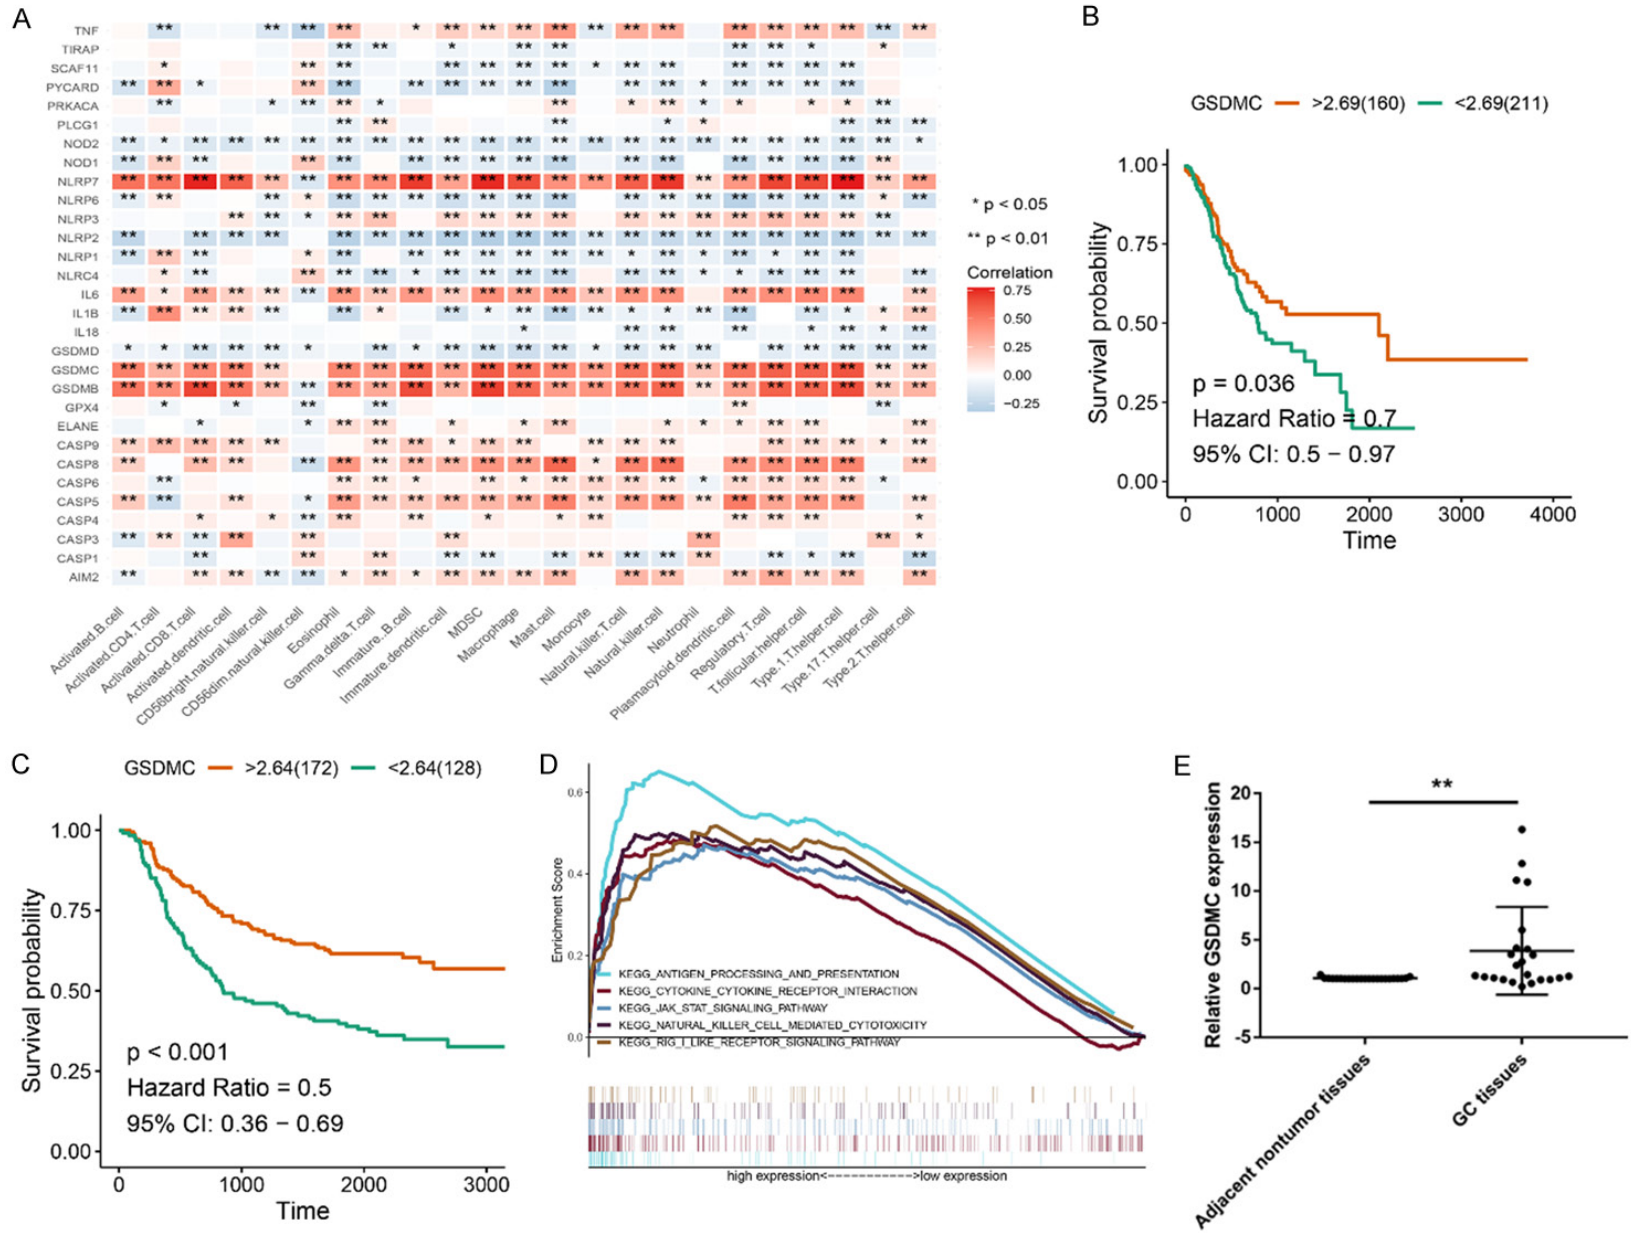 A
TNF
TIRAP
SCAF11
PYCARD
PRKACA
PLCG1
NOD2
NOD1
NLRP7
NLRP6
NLRP3
NLRP2
NLRP1
NLRC4
IL6
IL1B
IL18
GSDMD
GSDMC
GSDMB
GPX4
ELANE
CASP9
CASP8
CASP6
CASP5
CASP4
CASP3
CASP1
AIM2
Activated.B.cell
Activated.CD4.T.cell
Activated.CD8.T.cell
Activated.dendritic.cell
CD56bright.natural.killer.cell
CD56dim.natural.killer.cell
Eosinophil
Gamma.delta.T.cell
Immature..B.cell
Immature.dendritic.cell
MDSC
Macrophage
Mast.cell
Monocyte
Natural.killer.T.cell
Natural.killer.cell
Neutrophil
Plasmacytoid.dendritic.cell
Regulatory.T.cell
T.follicular.helper.cell
Type.1.T.helper.cell
Type.17.T.helper.cell
Type.2.T.helper.cell
* p < 0.05
** p < 0.01
Correlation
0.75
0.50
0.25
0.00
−0.25
B
GSDMC >2.69(160) <2.69(211)
Survival probability
1.00
0.75
0.50
0.25
0.00
p = 0.036
Hazard Ratio = 0.7
95% CI: 0.5 − 0.97
0 1000 2000 3000 4000
Time
C
GSDMC >2.64(172) <2.64(128)
Survival probability
1.00
0.75
0.50
0.25
0.00
p < 0.001
Hazard Ratio = 0.5
95% CI: 0.36 − 0.69
0 1000 2000 3000
Time
D
Enrichment Score
0.6
0.4
0.2
0.0
KEGG_ANTIGEN_PROCESSING_AND_PRESENTATION
KEGG_CYTOKINE_CYTOKINE_RECEPTOR_INTERACTION
KEGG_JAK_STAT_SIGNALING_PATHWAY
KEGG_NATURAL_KILLER_CELL_MEDIATED_CYTOTOXICITY
KEGG_RIG_I_LIKE_RECEPTOR_SIGNALING_PATHWAY
high expression<-------------->low expression
E
**
Relative GSDMC expression
20
15
10
5
0
-5
Adjacent nontumor tissues
GC tissues